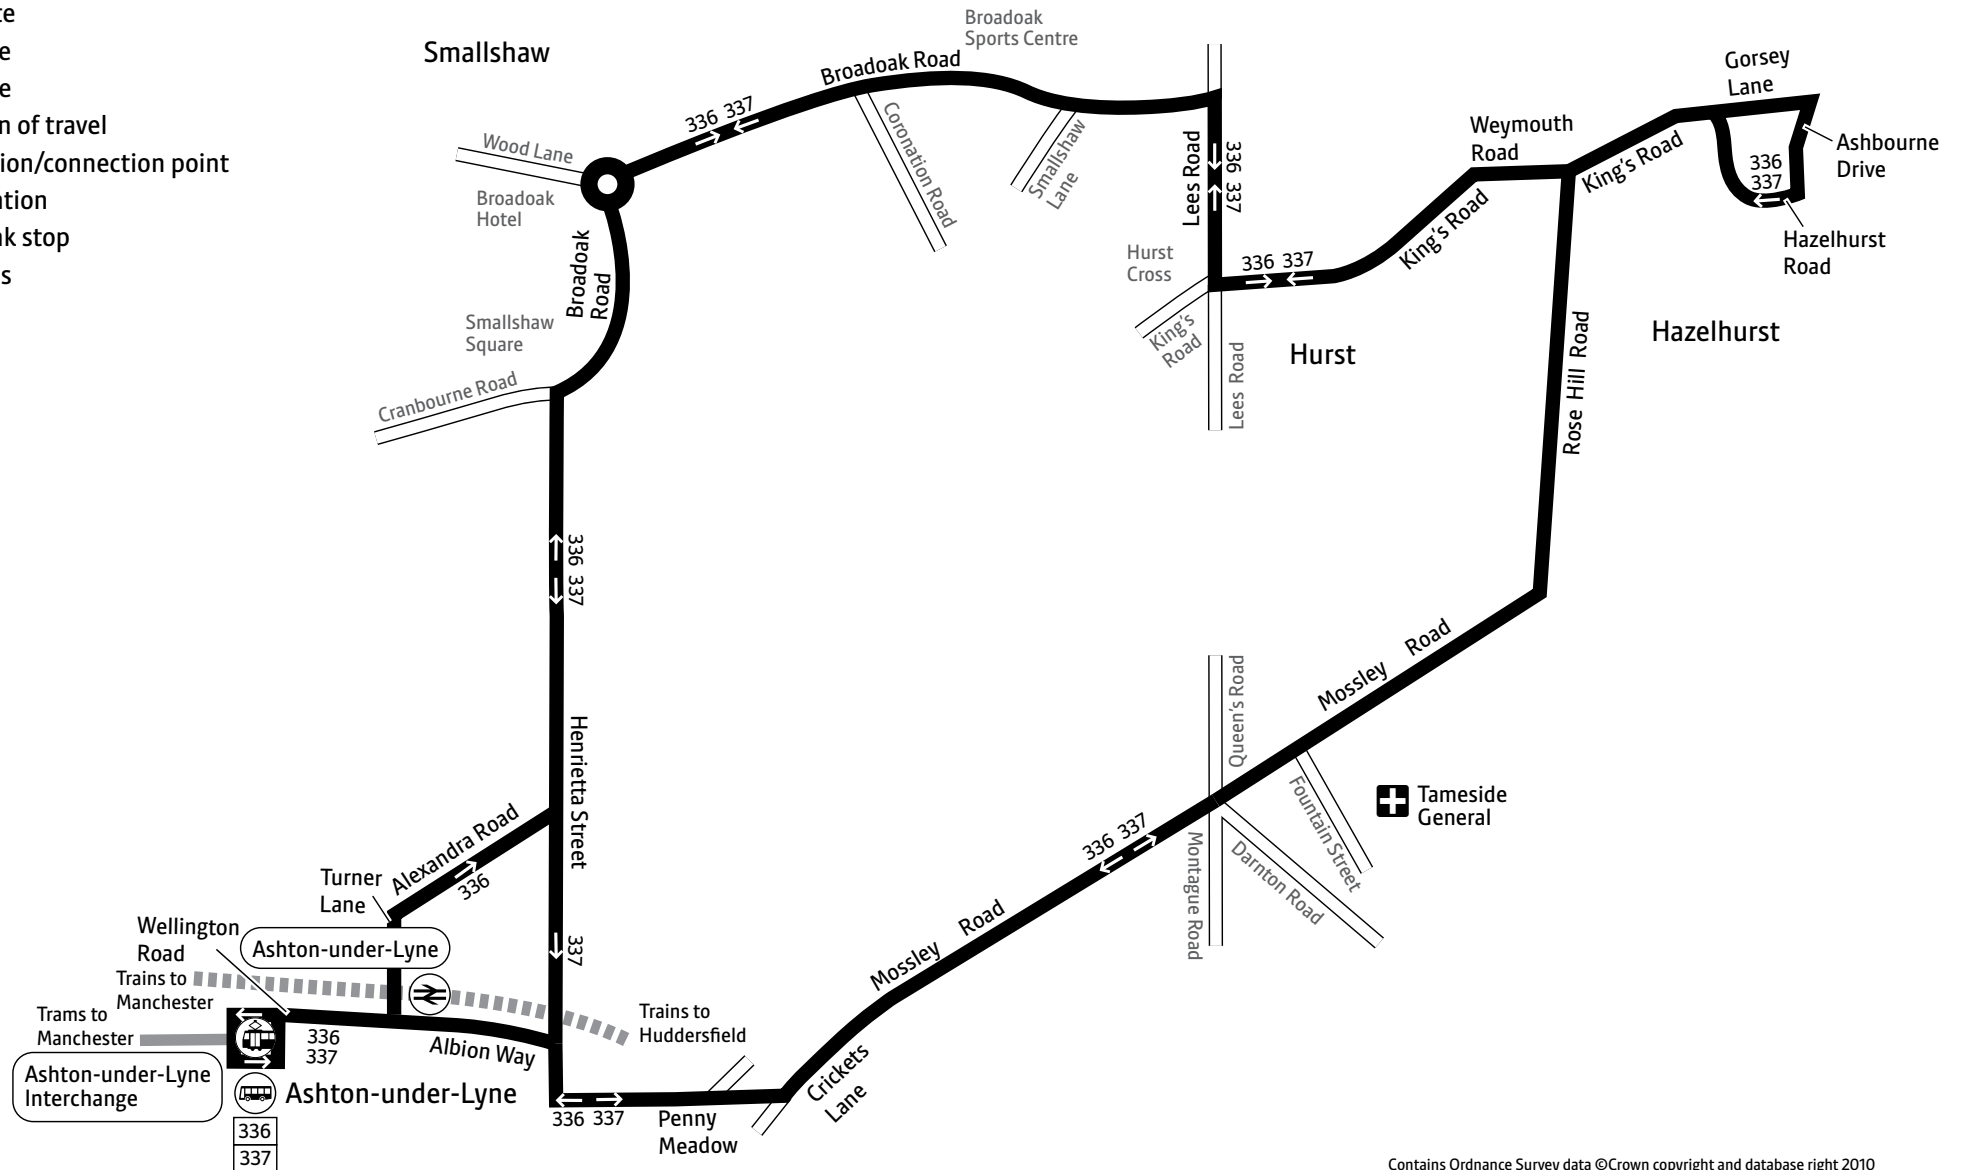 n of travel
ion/connection point
Smallshaw
Broadoak
Sports Centre
Broadoak Road
336 337
Wood Lane
Broadoak
Hotel
Coronation Road
Smallshaw
Lane
Lees Road
336 337
Gorsey
Lane
Weymouth
Road
King's Road
Ashbourne
Drive
336
337
Hazelhurst
Road
Broadoak
Road
Hurst
Cross
336 337
King's Road
Smallshaw
Square
King's
Road
Lees Road
Hurst
Hazelhurst
Rose Hill Road
Cranbourne Road
336 337
Henrietta Street
Mossley Road
Queen's Road
Fountain Street
Tameside
General
336 337
Montague Road
Darnton Road
Alexandra Road
336
Turner
Lane
Wellington
Road
Ashton-under-Lyne
337
Mossley Road
Trains to
Manchester
Trams to
Manchester
336
337
Albion Way
Trains to
Huddersfield
Ashton-under-Lyne
Interchange
Ashton-under-Lyne
336
337
336 337
Penny
Meadow
Crickets
Lane
Contains Ordnance Survey data ©Crown copyright and database right 2010